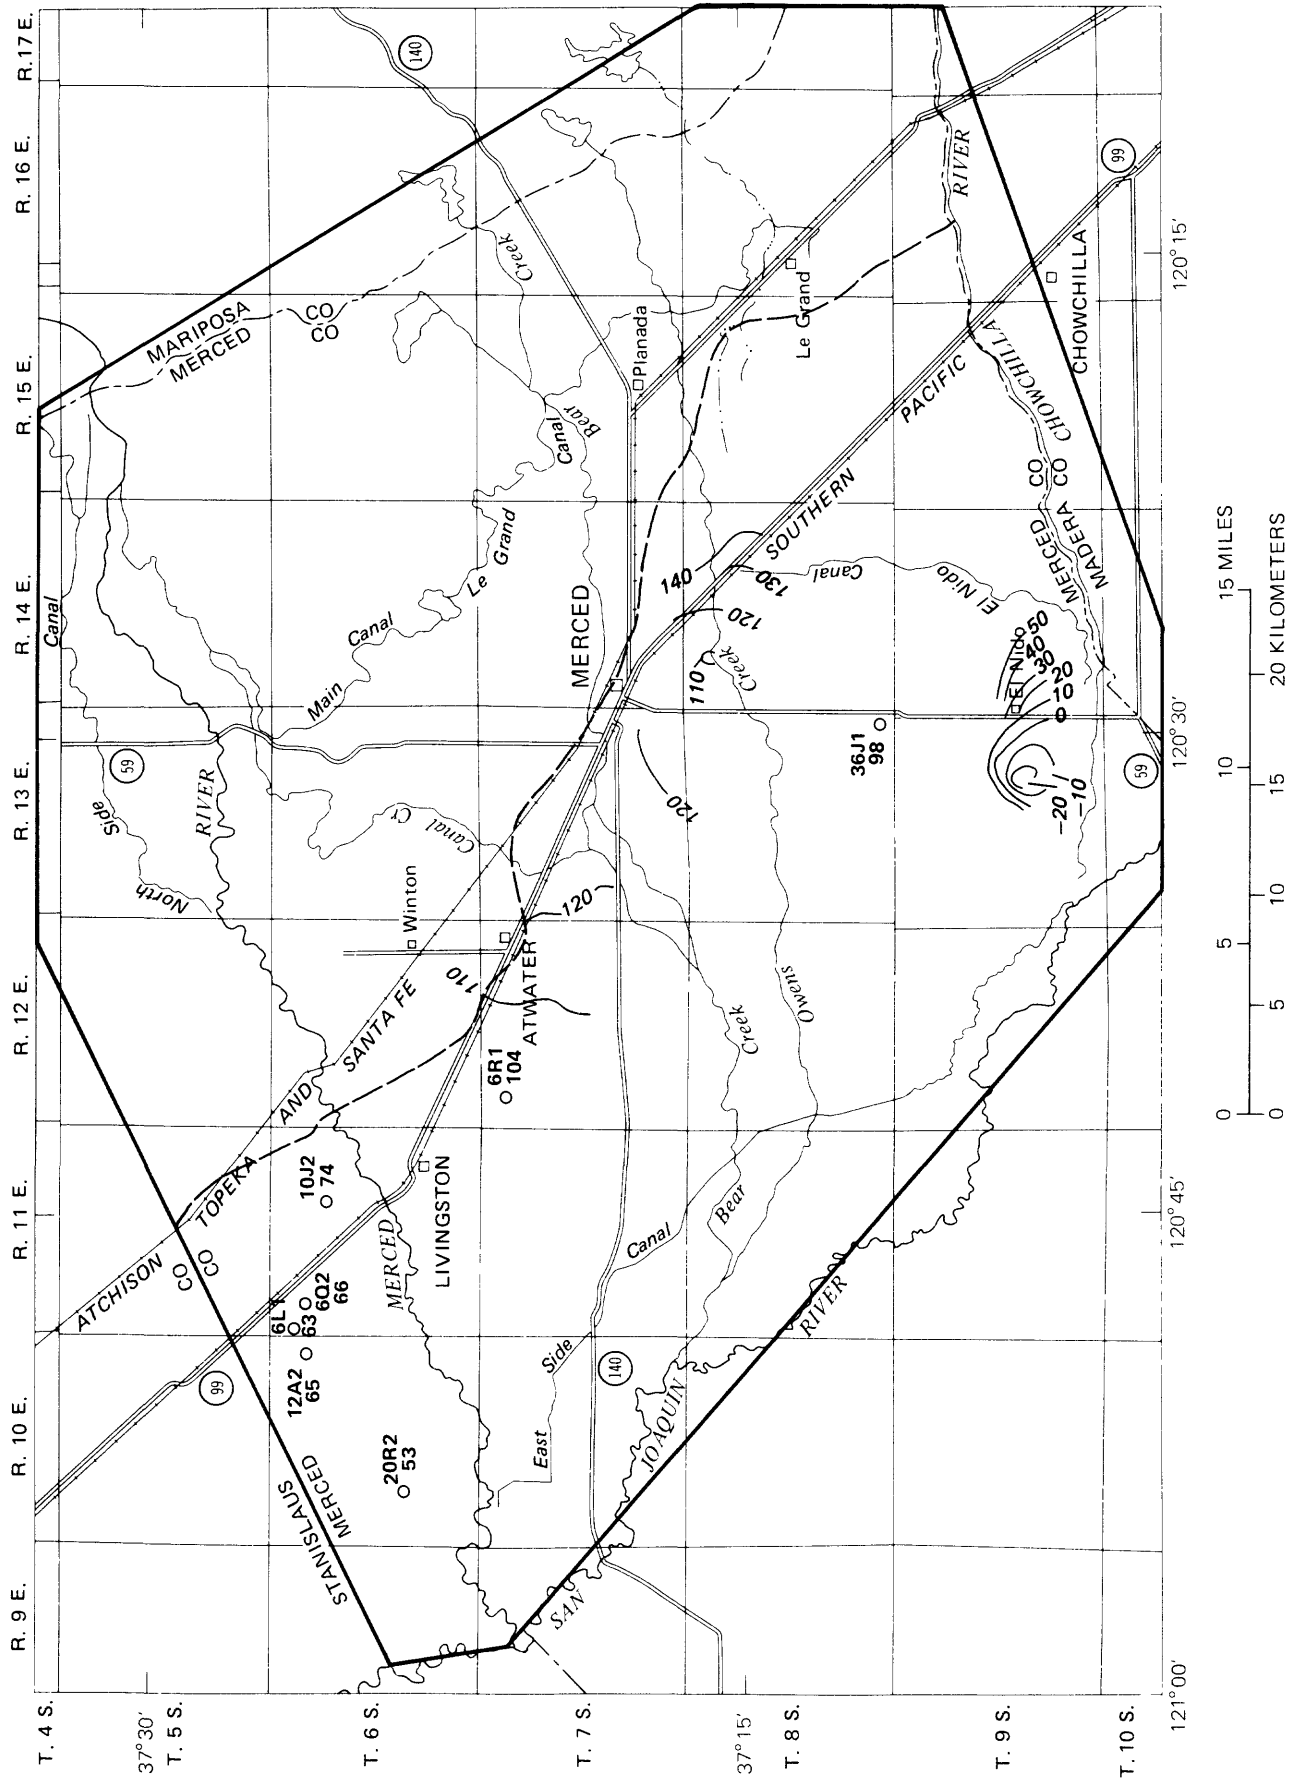 R. 9 E.
R. 10 E.
R. 11 E.
R. 12 E.
R. 13 E.
R. 14 E.
R. 15 E.
R. 16 E.
R. 17 E.
T. 4 S.
37°30'
T. 5 S.
T. 6 S.
T. 7 S.
37°15'
T. 8 S.
T. 9 S.
T. 10 S.
121°00'
120°45'
120°30'
120°15'
ATCHISON
TOPEKA
AND
SANTA FE
CO
CO
STANISLAUS
MERCED
99
12A2
65
6L1
63
6Q2
66
10J2
74
20R2
53
MERCED
RIVER
LIVINGSTON
6R1
104
ATWATER
Winton
110
120
North
Side
Canal
59
Main
Canal
Le Grand
Canal
Canal Cr
MERCED
Bear
Creek
MARIPOSA
MERCED
CO
CO
140
Planada
Le Grand
SOUTHERN
PACIFIC
140
130
120
110
Creek
120
36J1
98
Canal
El Nido
El Nido
50
40
30
20
10
0
-10
-20
59
MERCED CO
MADERA CO
CHOWCHILLA
RIVER
CHOWCHILLA
99
Owens
Creek
Bear
East
Side
Canal
140
SAN
JOAQUIN
RIVER
0 5 10 15 MILES
0 5 10 15 20 KILOMETERS